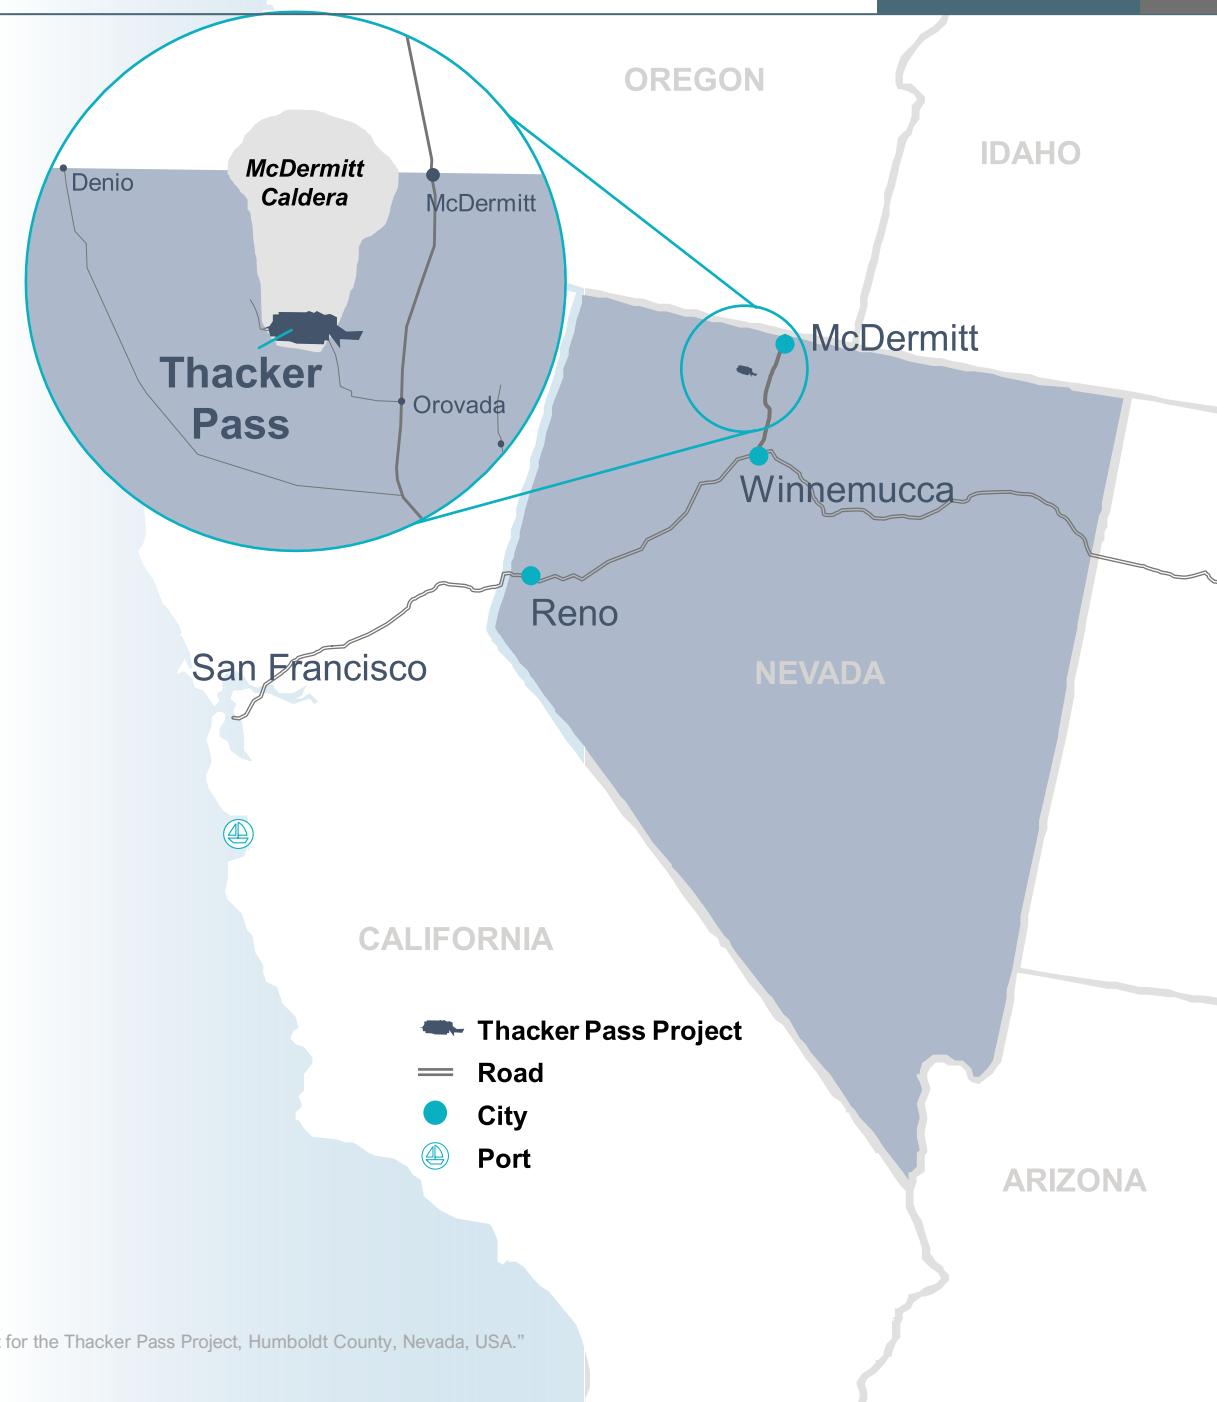 OREGON
IDAHO
McDermitt
Caldera
Denio
McDermitt
Thacker
Pass
Orovada
McDermitt
Winnemucca
Reno
San Francisco
NEVADA
CALIFORNIA
Thacker Pass Project
Road
City
Port
ARIZONA
for the Thacker Pass Project, Humboldt County, Nevada, USA.”